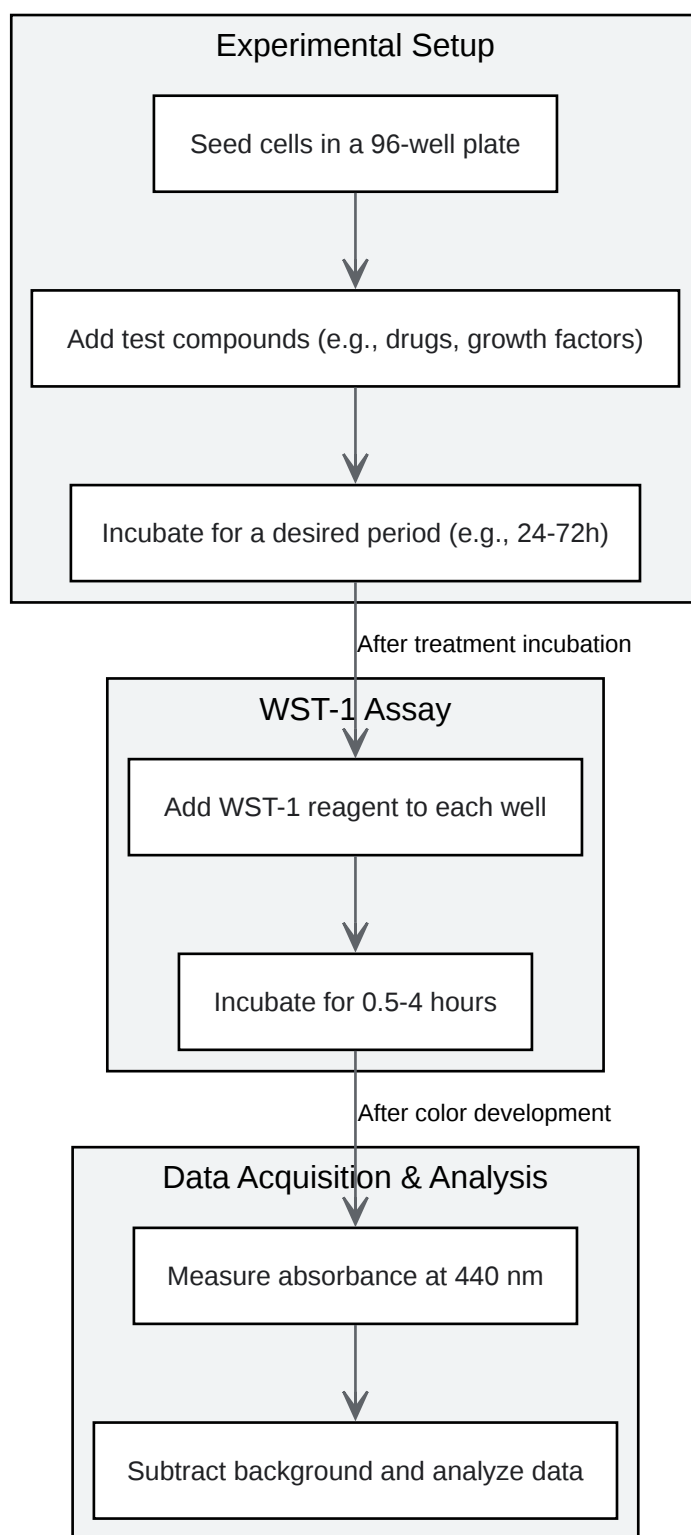 Experimental Setup
Seed cells in a 96-well plate
Add test compounds (e.g., drugs, growth factors)
Incubate for a desired period (e.g., 24-72h)
After treatment incubation
WST-1 Assay
Add WST-1 reagent to each well
Incubate for 0.5-4 hours
After color development
Data Acquisition & Analysis
Measure absorbance at 440 nm
Subtract background and analyze data